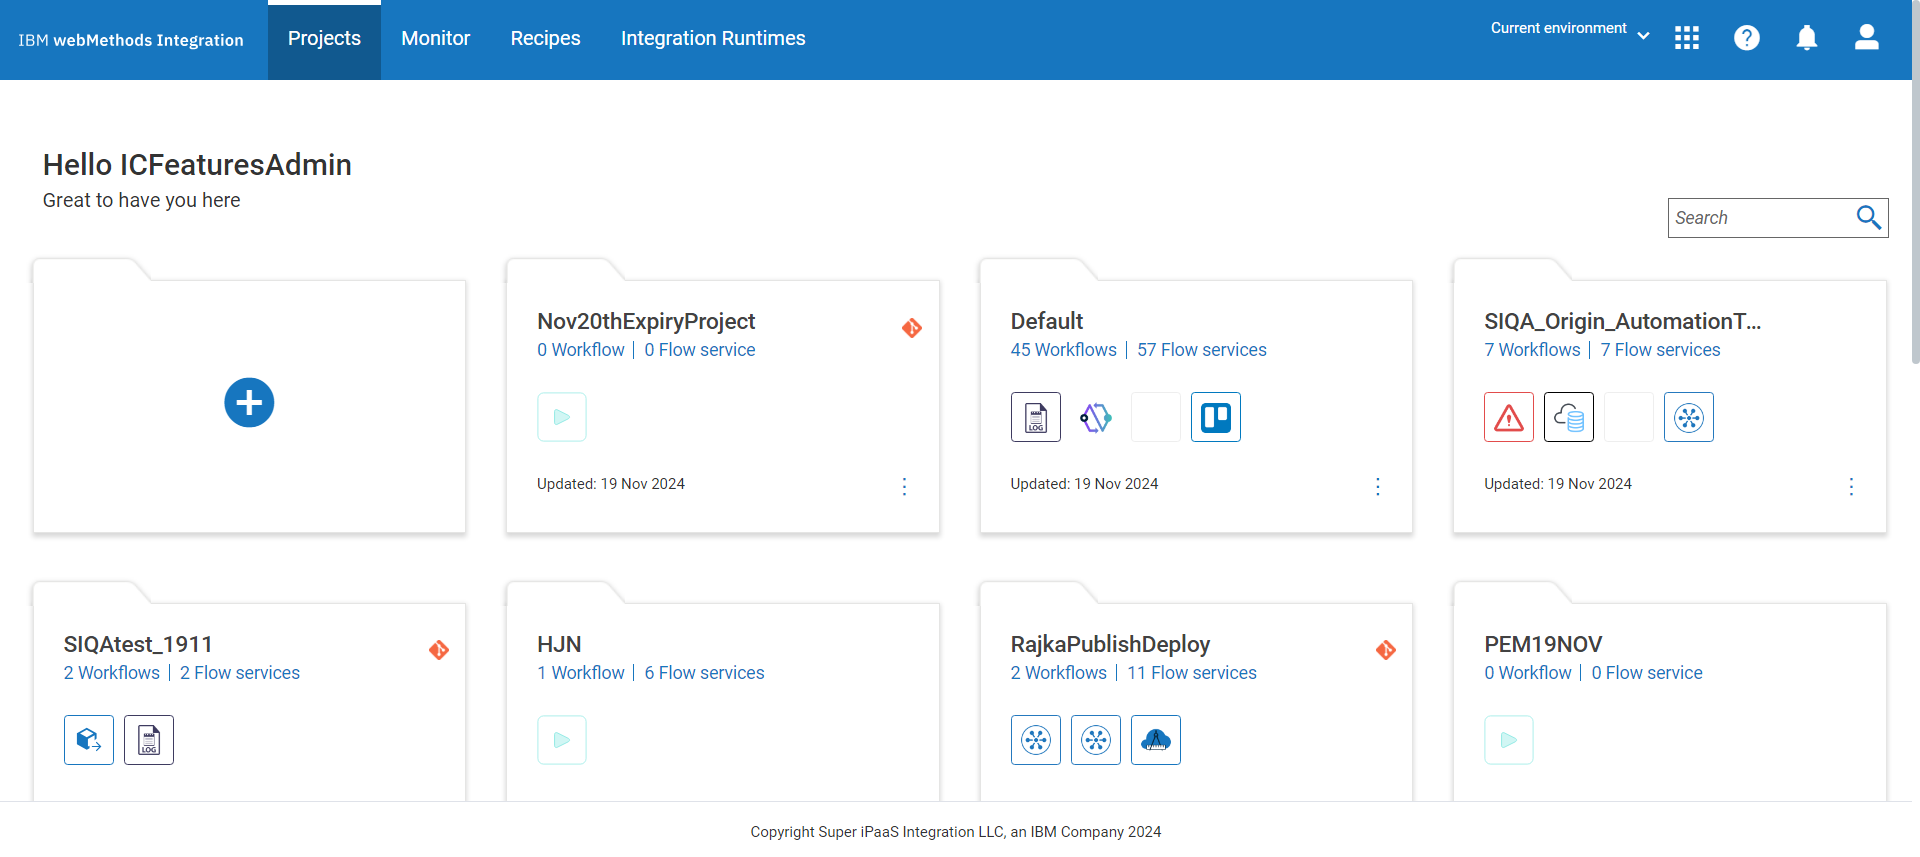 IBM webMethods Integration
Projects
Monitor
Recipes
Integration Runtimes
Current environment
Hello ICFeaturesAdmin
Great to have you here
Search
Nov20thExpiryProject
0 Workflow | 0 Flow service
Updated: 19 Nov 2024
Default
45 Workflows | 57 Flow services
LOG
Updated: 19 Nov 2024
SIQA_Origin_AutomationT...
7 Workflows | 7 Flow services
Updated: 19 Nov 2024
SIQAtest_1911
2 Workflows | 2 Flow services
LOG
HJN
1 Workflow | 6 Flow services
RajkaPublishDeploy
2 Workflows | 11 Flow services
PEM19NOV
0 Workflow | 0 Flow service
Copyright Super iPaaS Integration LLC, an IBM Company 2024